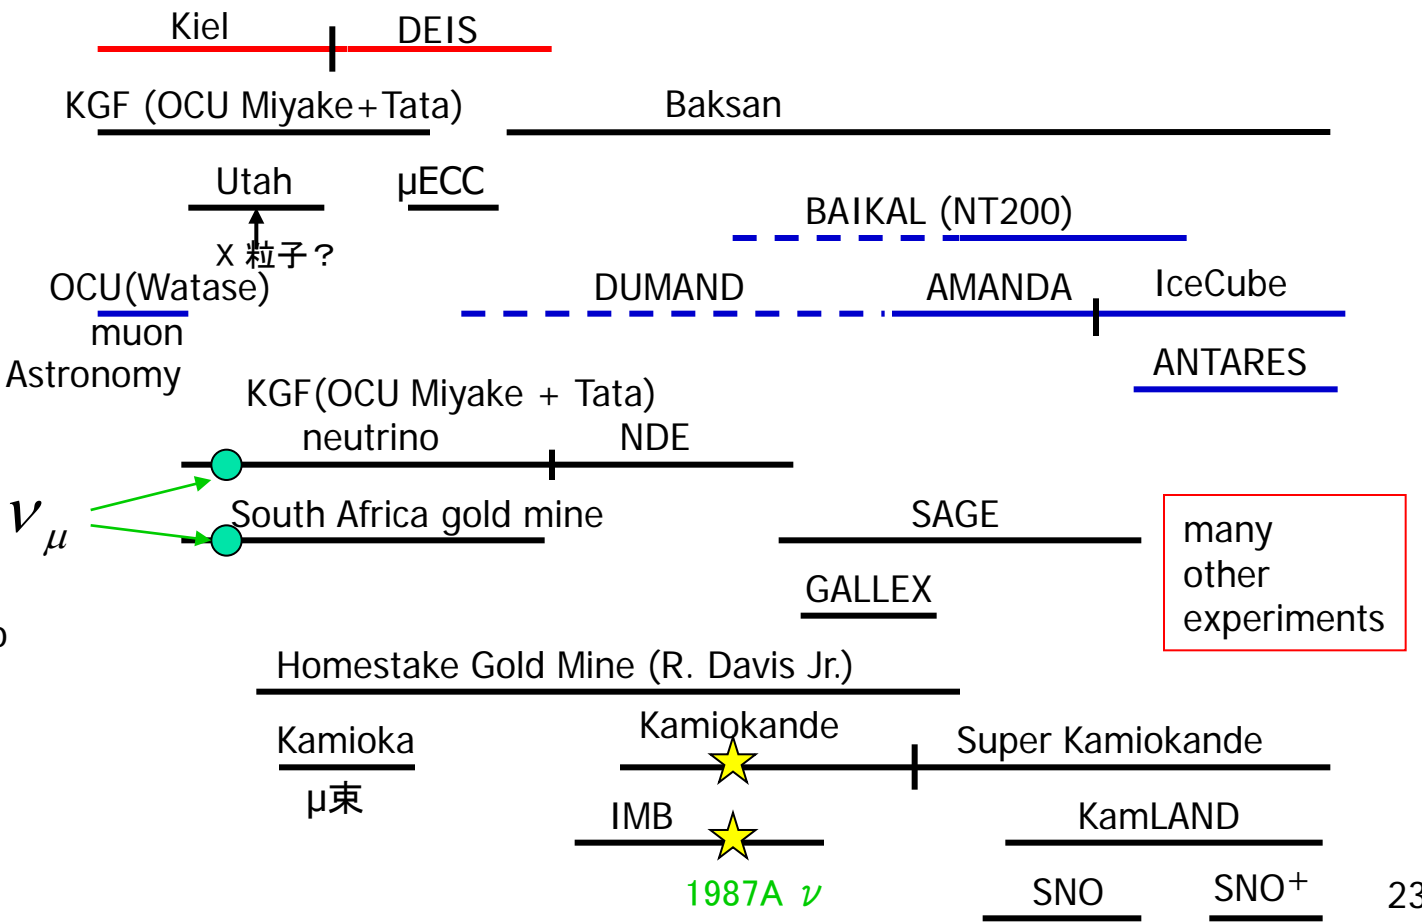 Kiel
DEIS
KGF (OCU Miyake+Tata)
Baksan
Utah
μECC
BAIKAL (NT200)
X 粒子？
OCU(Watase)
DUMAND
AMANDA
IceCube
muon
Astronomy
ANTARES
KGF(OCU Miyake + Tata)
neutrino
NDE
νμ
South Africa gold mine
SAGE
many
other
experiments
GALLEX
Homestake Gold Mine (R. Davis Jr.)
Kamioka
Kamiokande
Super Kamiokande
μ束
IMB
KamLAND
1987A ν
SNO
SNO+
23